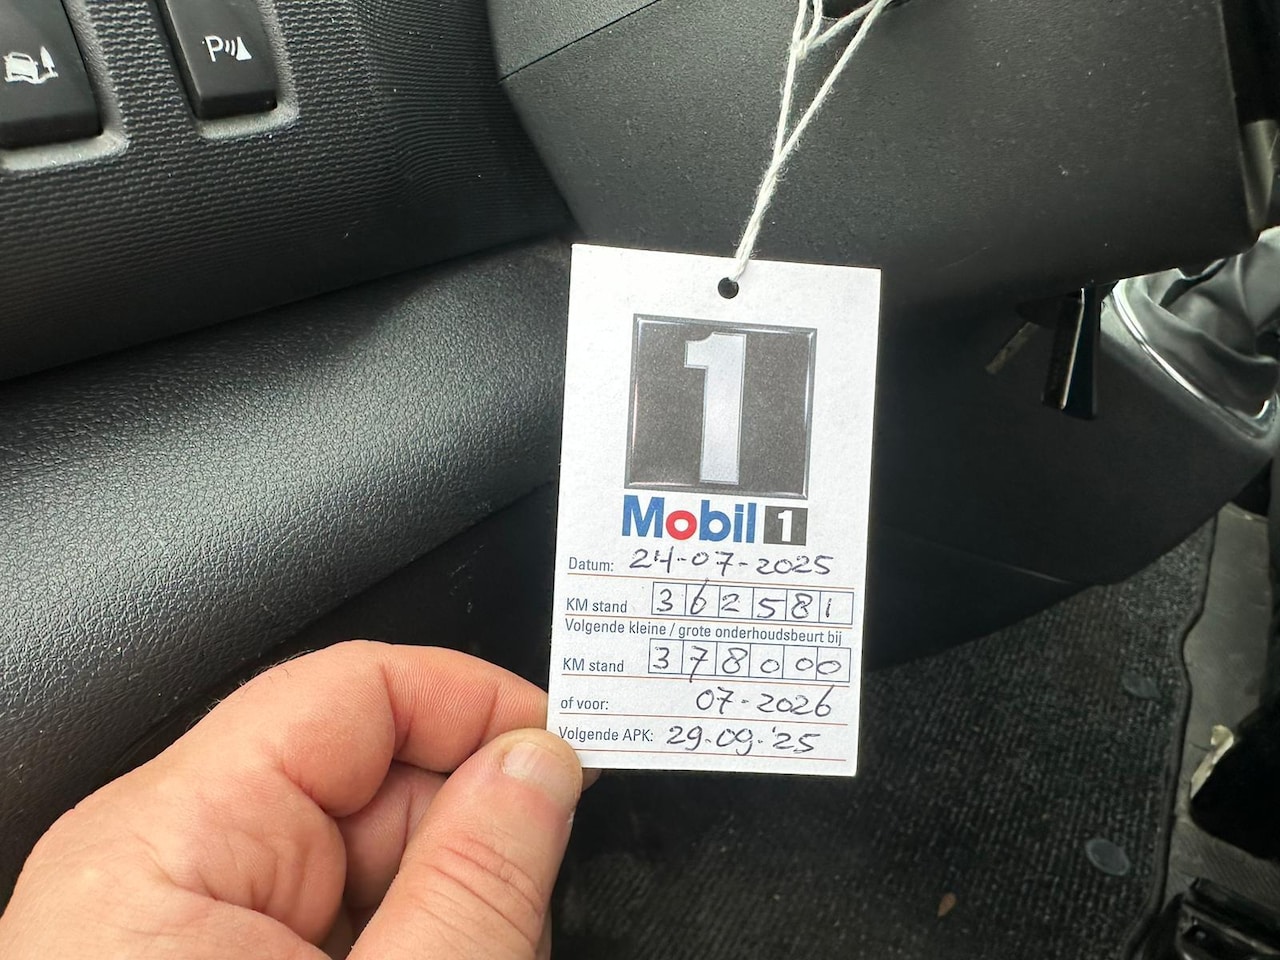 P
1
Mobil 1
Datum: 24-07-2025
KM stand 362581
Volgende kleine / grote onderhoudsbeurt bij
KM stand 378000
of voor: 07-2026
Volgende APK: 29-09-'25